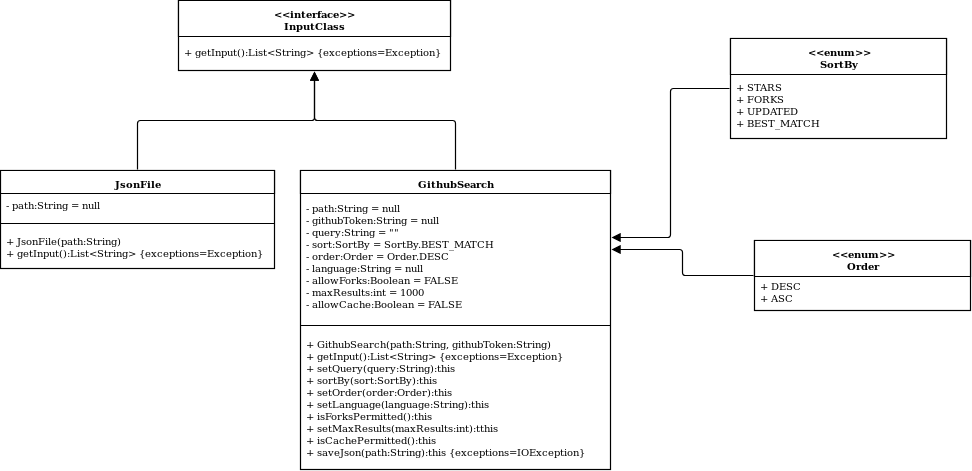 <<interface>>
InputClass
+ getInput():List<String> {exceptions=Exception}
<<enum>>
SortBy
+ STARS
+ FORKS
+ UPDATED
+ BEST_MATCH
JsonFile
- path:String = null
+ JsonFile(path:String)
+ getInput():List<String> {exceptions=Exception}
GithubSearch
- path:String = null
- githubToken:String = null
- query:String = ""
- sort:SortBy = SortBy.BEST_MATCH
- order:Order = Order.DESC
- language:String = null
- allowForks:Boolean = FALSE
- maxResults:int = 1000
- allowCache:Boolean = FALSE
+ GithubSearch(path:String, githubToken:String)
+ getInput():List<String> {exceptions=Exception}
+ setQuery(query:String):this
+ sortBy(sort:SortBy):this
+ setOrder(order:Order):this
+ setLanguage(language:String):this
+ isForksPermitted():this
+ setMaxResults(maxResults:int):tthis
+ isCachePermitted():this
+ saveJson(path:String):this {exceptions=IOException}
<<enum>>
Order
+ DESC
+ ASC